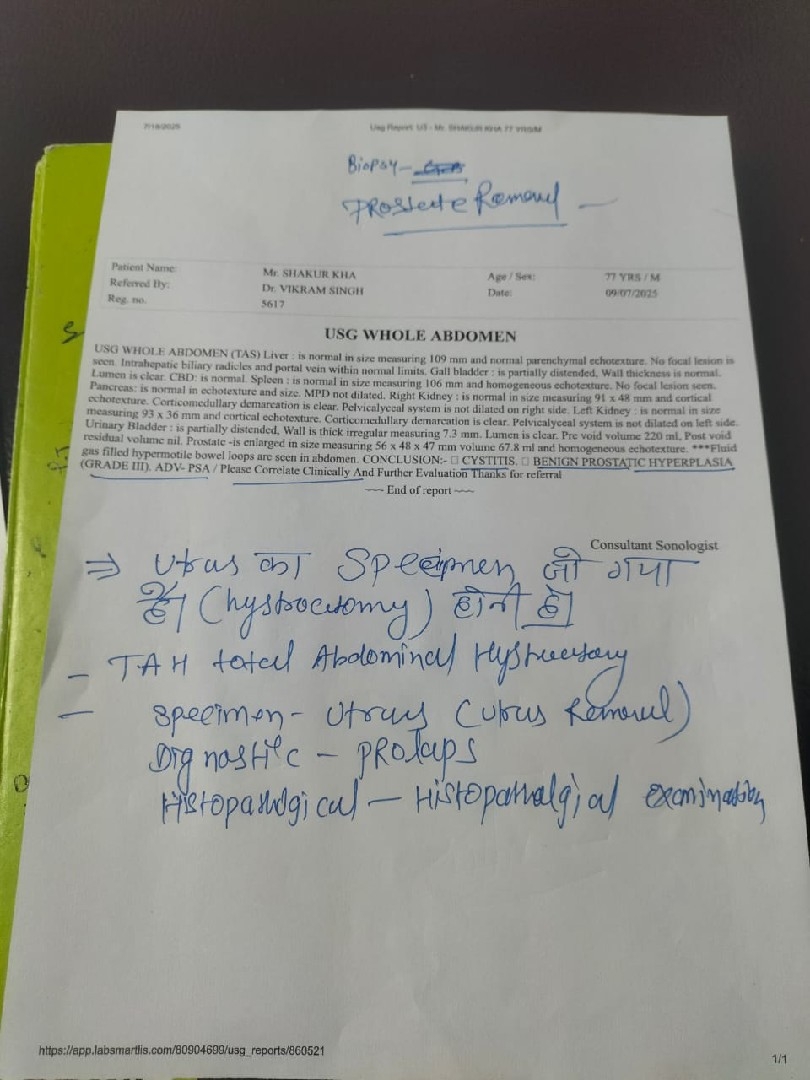 7/18/2025
Usg Report 1/1 - Mr. SHAKUR KHA 77 YRS/M
Biopsy -
Prostecte Removel -
Patient Name: Mr. SHAKUR KHA Age / Sex: 77 YRS / M
Referred By: Dr. VIKRAM SINGH Date: 09/07/2025
Reg. no. 5617
USG WHOLE ABDOMEN
USG WHOLE ABDOMEN (TAS) Liver : is normal in size measuring 109 mm and normal parenchymal echotexture. No focal lesion is
seen. Intrahepatic biliary radicles and portal vein within normal limits. Gall bladder : is partially distended, Wall thickness is normal.
Lumen is clear. CBD: is normal. Spleen : is normal in size measuring 106 mm and homogeneous echotexture. No focal lesion seen.
Pancreas: is normal in echotexture and size. MPD not dilated. Right Kidney : is normal in size measuring 91 x 48 mm and cortical
echotexture. Corticomedullary demarcation is clear. Pelvicalyceal system is not dilated on right side. Left Kidney : is normal in size
measuring 93 x 36 mm and cortical echotexture. Corticomedullary demarcation is clear. Pelvicalyceal system is not dilated on left side.
Urinary Bladder : is partially distended, Wall is thick irregular measuring 7.3 mm. Lumen is clear. Pre void volume 220 ml. Post void
residual volume nil. Prostate -is enlarged in size measuring 56 x 48 x 47 mm volume 67.8 ml and homogeneous echotexture. ***Fluid
gas filled hypermotile bowel loops are seen in abdomen. CONCLUSION:- □ CYSTITIS. □ BENIGN PROSTATIC HYPERPLASIA
(GRADE III). ADV- PSA / Please Correlate Clinically And Further Evaluation Thanks for referral
---- End of report ----
Consultant Sonologist
⇒ Utras का Specimen जो गया
है। (hystrocetomy) होनी है।
- TAH total Abdominal Hystrucetory
- Specimen - Utrus (Utrus Removel)
Dignostic - PRolaps
Histopathlgical - Histopathalgial examination
https://app.labsmartlis.com/80904699/usg_reports/860521
1/1